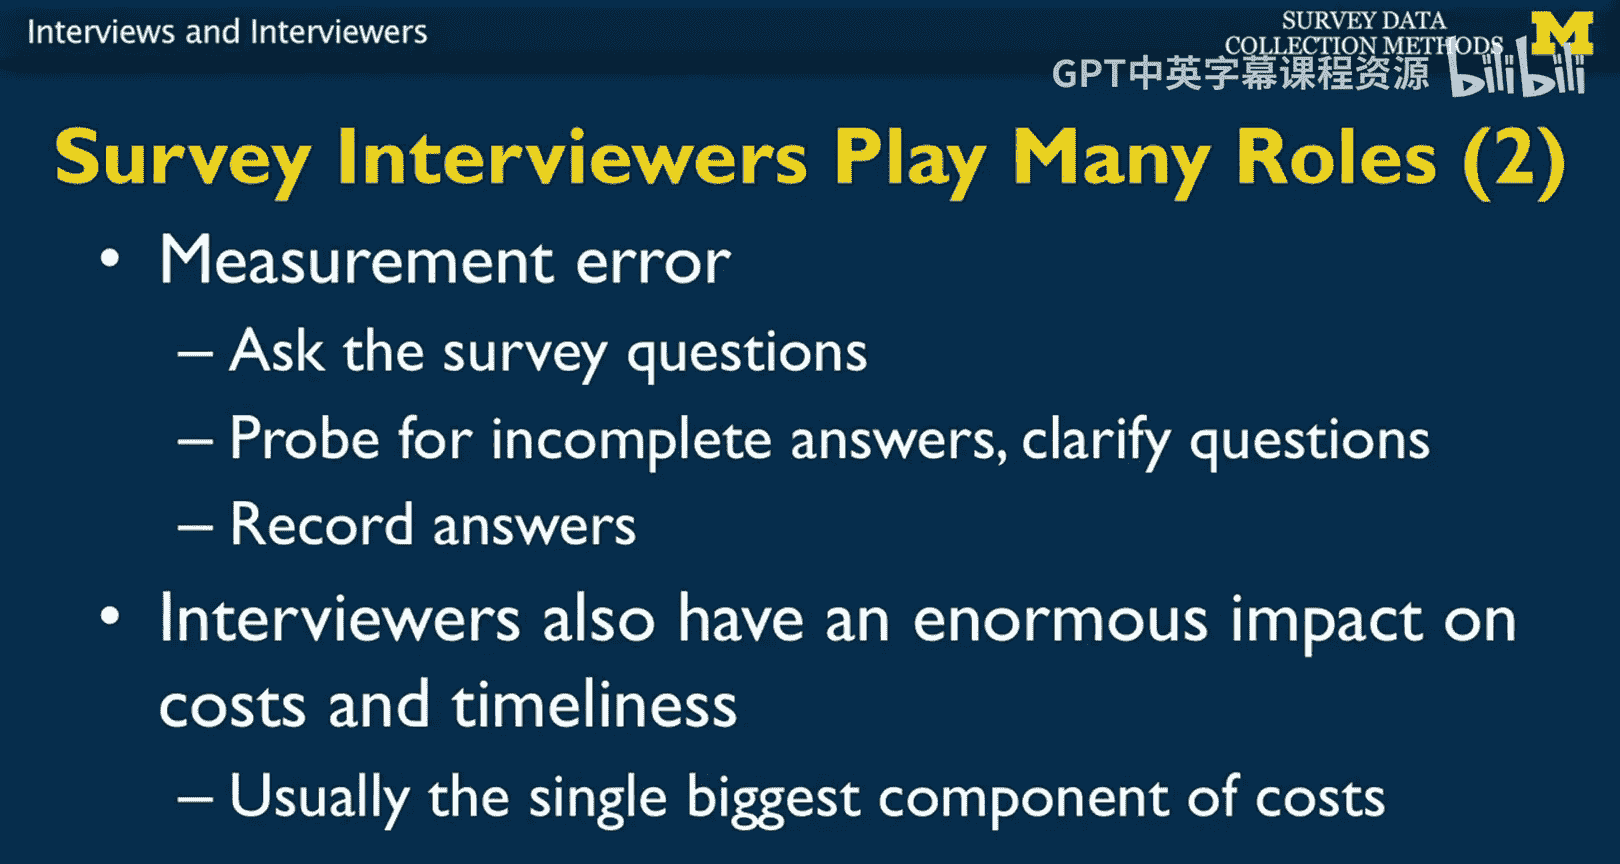 Interviews and Interviewers
SURVEY DATA
COLLECTION METHODS
M
GPT中英字幕课程资源 bilibili
Survey Interviewers Play Many Roles (2)
• Measurement error
– Ask the survey questions
– Probe for incomplete answers, clarify questions
– Record answers
• Interviewers also have an enormous impact on
costs and timeliness
– Usually the single biggest component of costs